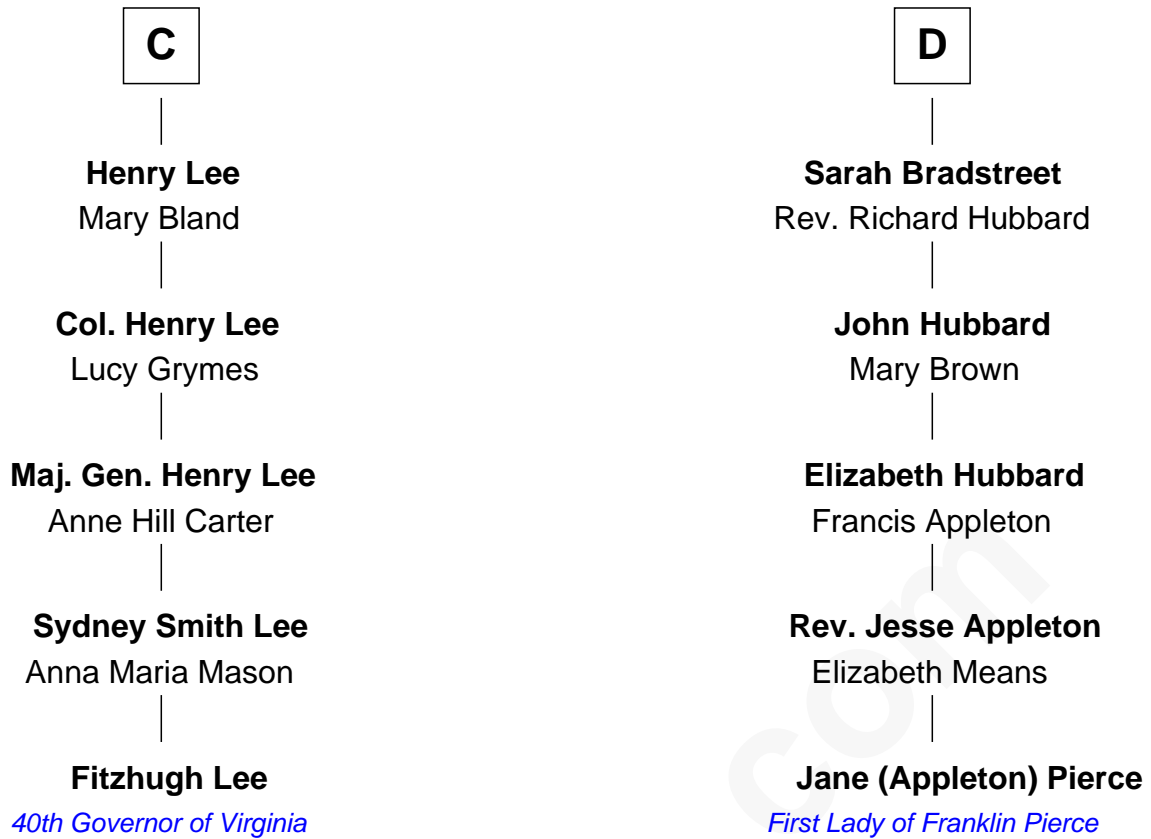 C
Henry Lee
Mary Bland
Col. Henry Lee
Lucy Grymes
Maj. Gen. Henry Lee
Anne Hill Carter
Sydney Smith Lee
Anna Maria Mason
Fitzhugh Lee
40th Governor of Virginia
D
Sarah Bradstreet
Rev. Richard Hubbard
John Hubbard
Mary Brown
Elizabeth Hubbard
Francis Appleton
Rev. Jesse Appleton
Elizabeth Means
Jane (Appleton) Pierce
First Lady of Franklin Pierce
com